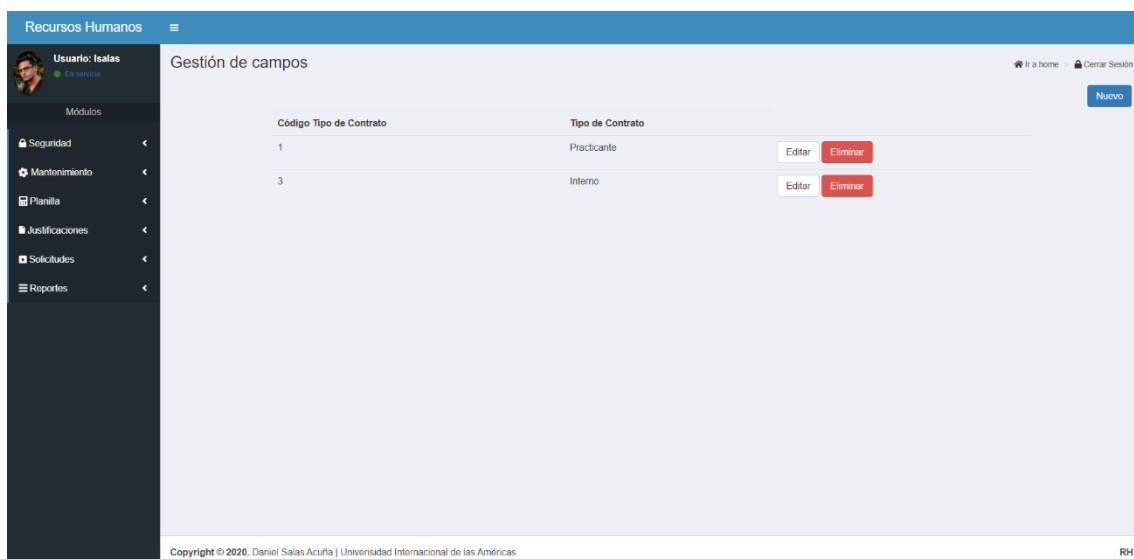 Recursos Humanos
Usuario: Isalas
En servicio
Módulos
Seguridad
Mantenimiento
Planilla
Justificaciones
Solicitudes
Reportes
Gestión de campos
Ir a home > Cerrar Sesión
Nuevo
Código Tipo de Contrato Tipo de Contrato
1 Practicante Editar Eliminar
3 Interno Editar Eliminar
Copyright © 2020. Daniel Salas Acuña | Univerisidad Internacional de las Américas RH